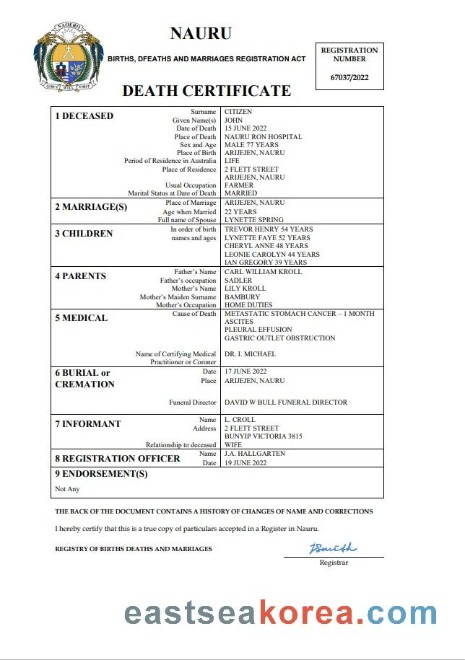 NAURU
BIRTHS, DFEATHS AND MARRIAGES REGISTRATION ACT
REGISTRATION
NUMBER
67037/2022
DEATH CERTIFICATE
1 DECEASED
Surname CITIZEN
Given Name(s) JOHN
Date of Death 15 JUNE 2022
Place of Death NAURU RON HOSPITAL
Sex and Age MALE 77 YEARS
Place of Birth ARIJEJEN, NAURU
Period of Residence in Australia LIFE
Place of Residence 2 FLETT STREET
ARIJEJEN, NAURU
Usual Occupation FARMER
Marital Status at Date of Death MARRIED
2 MARRIAGE(S)
Place of Marriage ARIJEJEN, NAURU
Age when Married 22 YEARS
Full name of Spouse LYNETTE SPRING
3 CHILDREN
In order of birth TREVOR HENRY 54 YEARS
names and ages LYNETTE FAYE 52 YEARS
CHERYL ANNE 48 YEARS
LEONIE CAROLYN 44 YEARS
IAN GREGORY 39 YEARS
4 PARENTS
Father's Name CARL WILLIAM KROLL
Father's occupation SADLER
Mother's Name LILY KROLL
Mother's Maiden Surname BAMBURY
Mother's Occupation HOME DUTIES
5 MEDICAL
Cause of Death METASTATIC STOMACH CANCER – 1 MONTH
ASCITES
PLEURAL EFFUSION
GASTRIC OUTLET OBSTRUCTION
Name of Certifying Medical DR. I. MICHAEL
Practitioner or Coroner
6 BURIAL or
CREMATION
Date 17 JUNE 2022
Place ARIJEJEN, NAURU
Funeral Director DAVID W BULL FUNERAL DIRECTOR
7 INFORMANT
Name L. CROLL
Address 2 FLETT STREET
BUNYIP VICTORIA 3815
Relationship to deceased WIFE
8 REGISTRATION OFFICER
Name J.A. HALLGARTEN
Date 19 JUNE 2022
9 ENDORSEMENT(S)
Not Any
THE BACK OF THE DOCUMENT CONTAINS A HISTORY OF CHANGES OF NAME AND CORRECTIONS
I hereby certify that this is a true copy of particulars accepted in a Register in Nauru.
REGISTRY OF BIRTHS DEATHS AND MARRIAGES
Registrar
eastseakorea.com